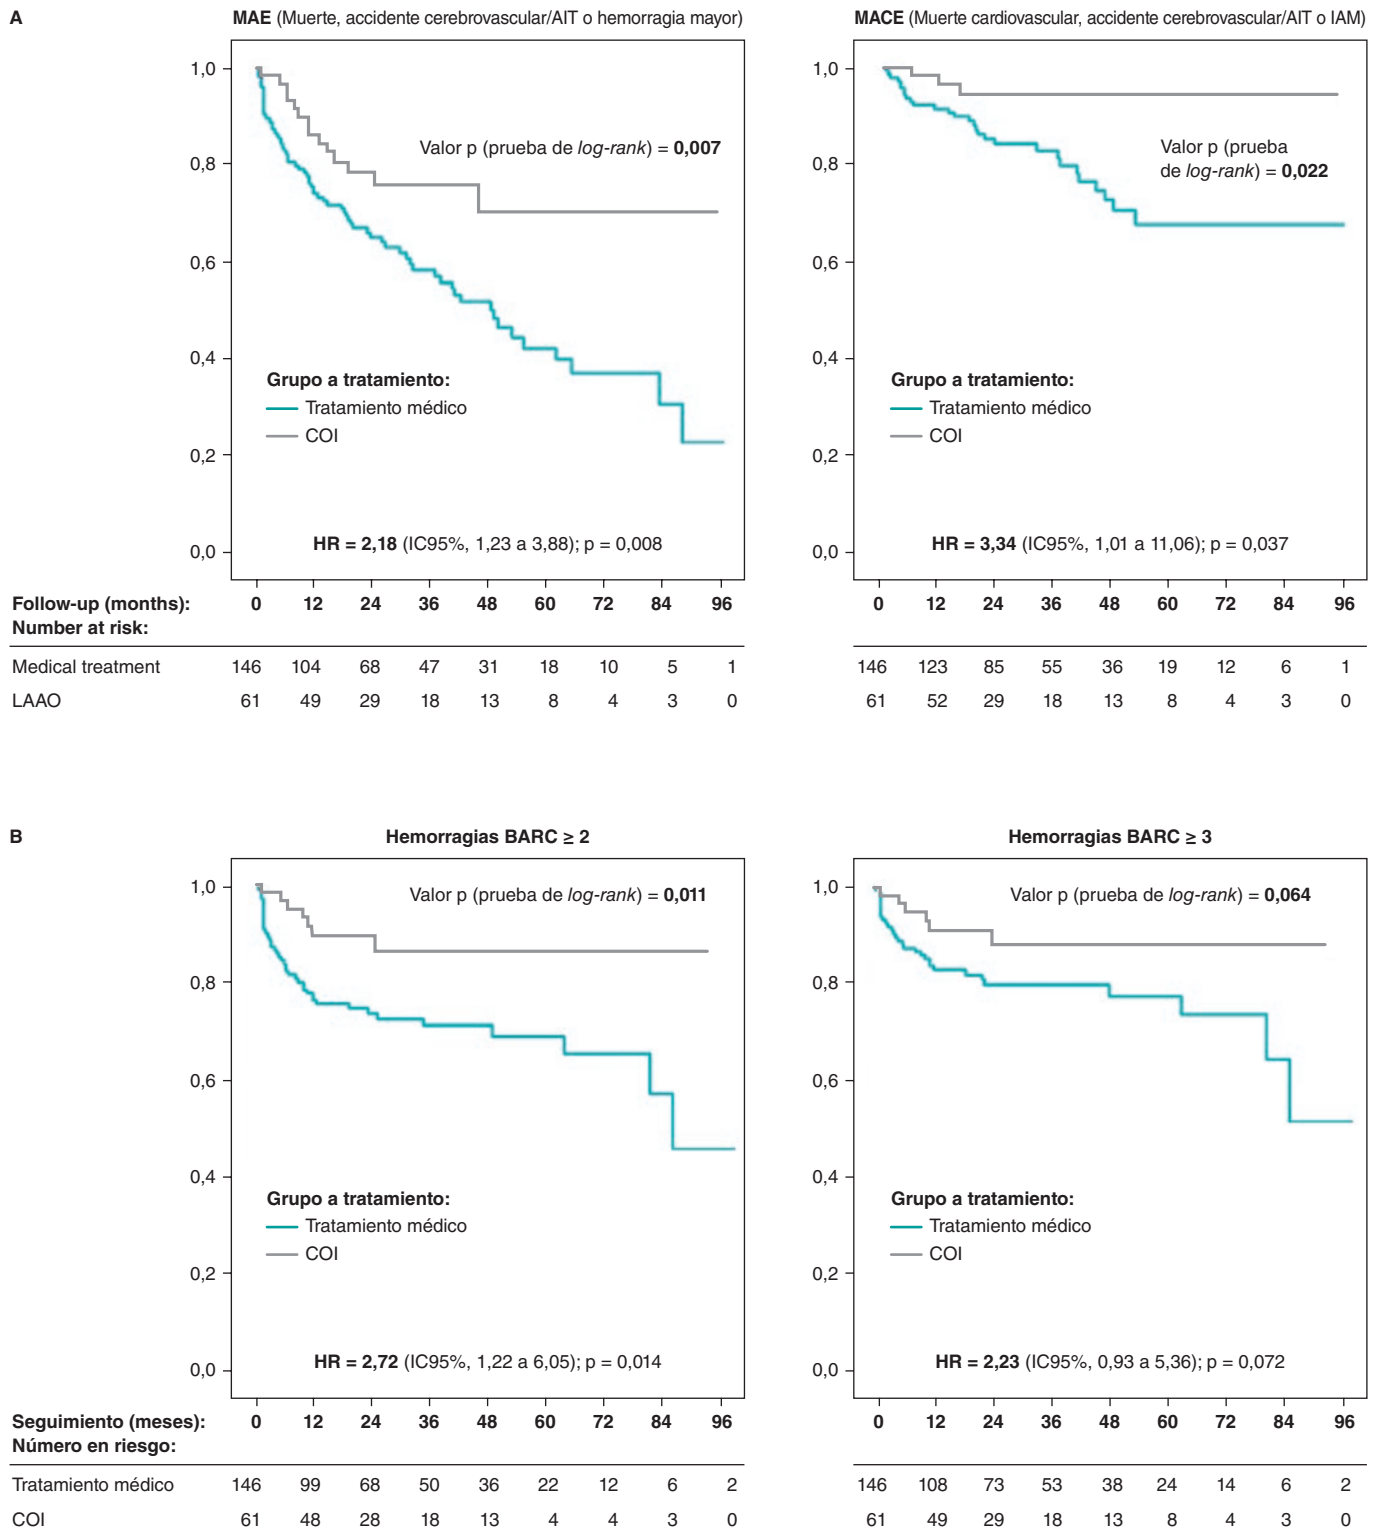 A
MAE (Muerte, accidente cerebrovascular/AIT o hemorragia mayor)
1,0
0,8
0,6
0,4
0,2
0,0
Valor p (prueba de log-rank) = 0,007
Grupo a tratamiento:
Tratamiento médico
COI
HR = 2,18 (IC95%, 1,23 a 3,88); p = 0,008
MACE (Muerte cardiovascular, accidente cerebrovascular/AIT o IAM)
1,0
0,8
0,6
0,4
0,2
0,0
Valor p (prueba
de log-rank) = 0,022
Grupo a tratamiento:
Tratamiento médico
COI
HR = 3,34 (IC95%, 1,01 a 11,06); p = 0,037
Follow-up (months): 0 12 24 36 48 60 72 84 96 0 12 24 36 48 60 72 84 96
Number at risk:
Medical treatment 146 104 68 47 31 18 10 5 1 146 123 85 55 36 19 12 6 1
LAAO 61 49 29 18 13 8 4 3 0 61 52 29 18 13 8 4 3 0
B
Hemorragias BARC ≥ 2
1,0
0,8
0,6
0,4
0,2
0,0
Valor p (prueba de log-rank) = 0,011
Grupo a tratamiento:
Tratamiento médico
COI
HR = 2,72 (IC95%, 1,22 a 6,05); p = 0,014
Hemorragias BARC ≥ 3
1,0
0,8
0,6
0,4
0,2
0,0
Valor p (prueba de log-rank) = 0,064
Grupo a tratamiento:
Tratamiento médico
COI
HR = 2,23 (IC95%, 0,93 a 5,36); p = 0,072
Seguimiento (meses): 0 12 24 36 48 60 72 84 96 0 12 24 36 48 60 72 84 96
Número en riesgo:
Tratamiento médico 146 99 68 50 36 22 12 6 2 146 108 73 53 38 24 14 6 2
COI 61 48 28 18 13 4 4 3 0 61 49 29 18 13 8 4 3 0